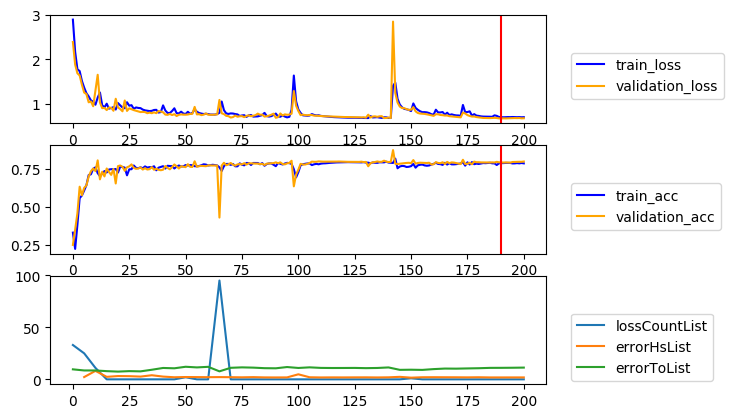 3
2
1
train_loss
validation_loss
0 25 50 75 100 125 150 175 200
0.75
0.50
0.25
train_acc
validation_acc
0 25 50 75 100 125 150 175 200
100
50
0
lossCountList
errorHsList
errorToList
0 25 50 75 100 125 150 175 200